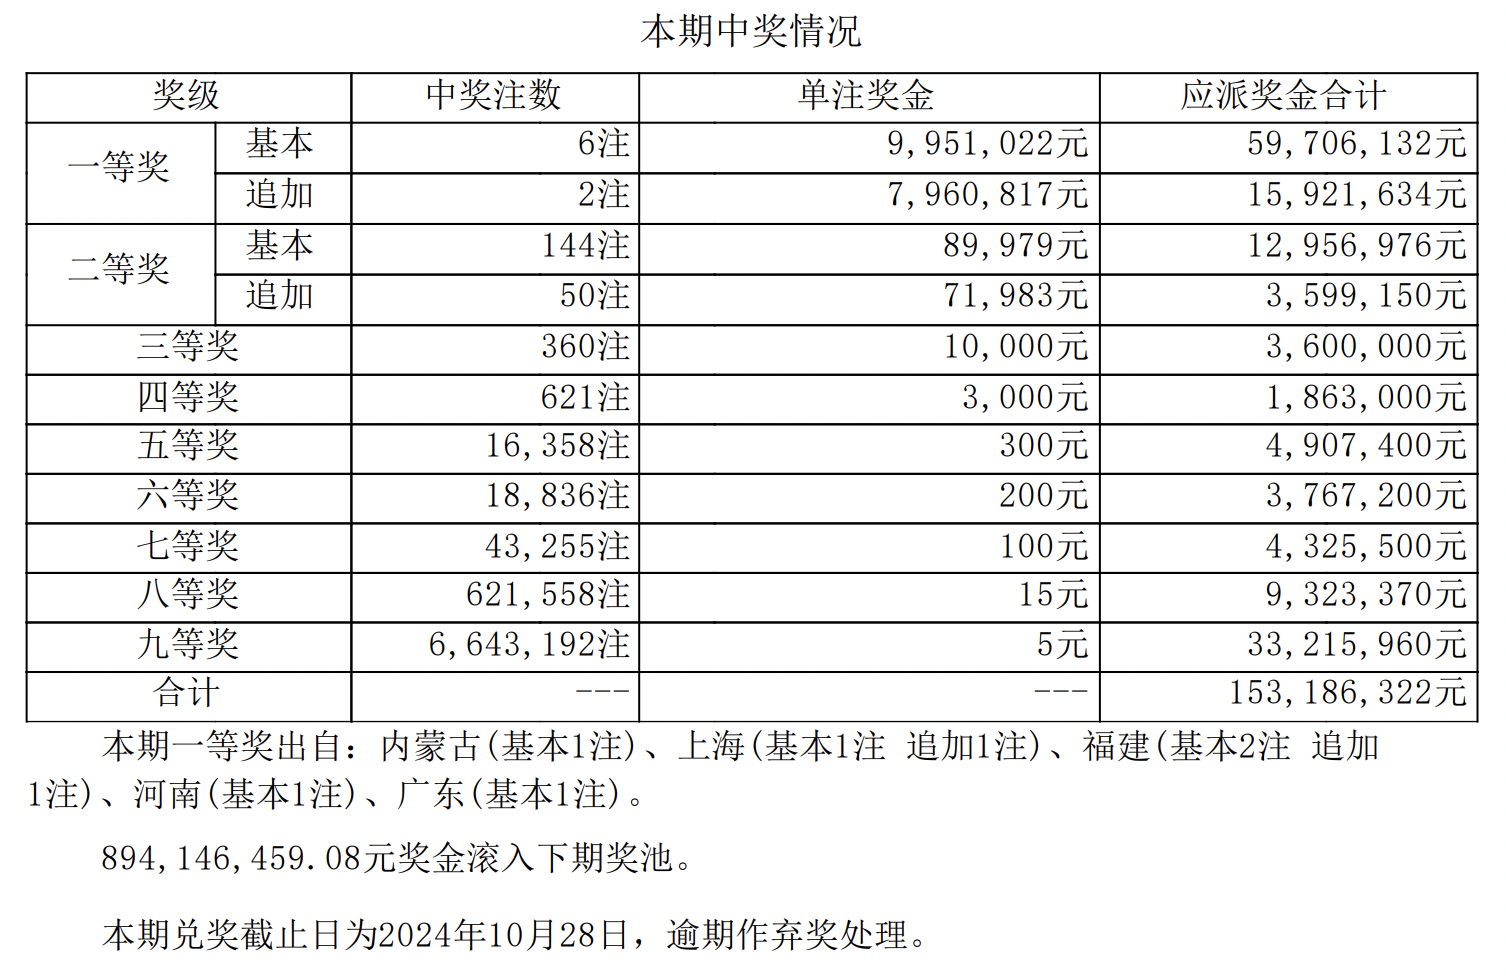 本期中奖情况
奖级 中奖注数 单注奖金 应派奖金合计
一等奖 基本 6注 9,951,022元 59,706,132元
追加 2注 7,960,817元 15,921,634元
二等奖 基本 144注 89,979元 12,956,976元
追加 50注 71,983元 3,599,150元
三等奖 360注 10,000元 3,600,000元
四等奖 621注 3,000元 1,863,000元
五等奖 16,358注 300元 4,907,400元
六等奖 18,836注 200元 3,767,200元
七等奖 43,255注 100元 4,325,500元
八等奖 621,558注 15元 9,323,370元
九等奖 6,643,192注 5元 33,215,960元
合计 --- --- 153,186,322元
本期一等奖出自：内蒙古(基本1注)、上海(基本1注 追加1注)、福建(基本2注 追加
1注)、河南(基本1注)、广东(基本1注)。
894,146,459.08元奖金滚入下期奖池。
本期兑奖截止日为2024年10月28日，逾期作弃奖处理。